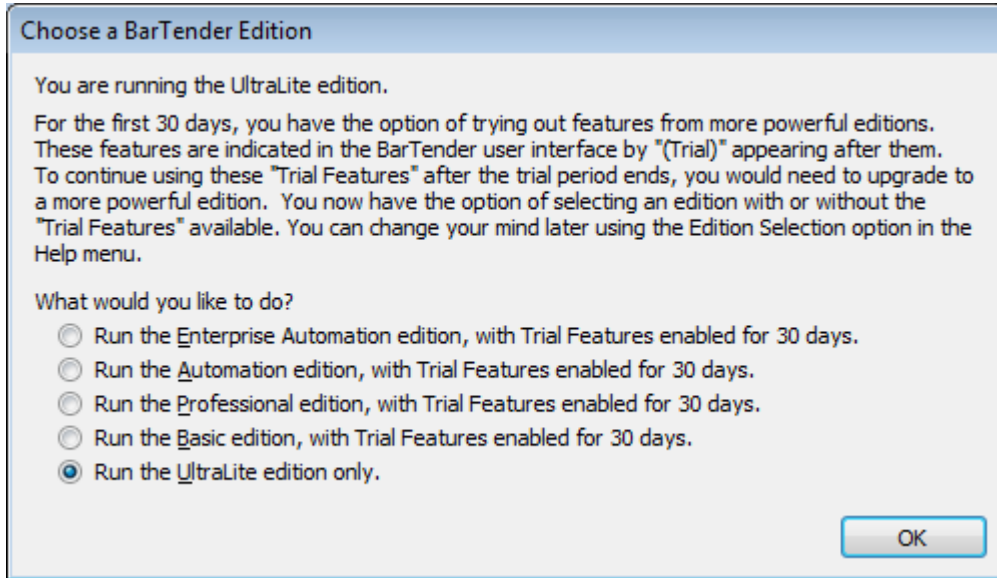 Choose a BarTender Edition
You are running the UltraLite edition.
For the first 30 days, you have the option of trying out features from more powerful editions.
These features are indicated in the BarTender user interface by "(Trial)" appearing after them.
To continue using these "Trial Features" after the trial period ends, you would need to upgrade to
a more powerful edition.  You now have the option of selecting an edition with or without the
"Trial Features" available. You can change your mind later using the Edition Selection option in the
Help menu.
What would you like to do?
Run the Enterprise Automation edition, with Trial Features enabled for 30 days.
Run the Automation edition, with Trial Features enabled for 30 days.
Run the Professional edition, with Trial Features enabled for 30 days.
Run the Basic edition, with Trial Features enabled for 30 days.
Run the UltraLite edition only.
OK